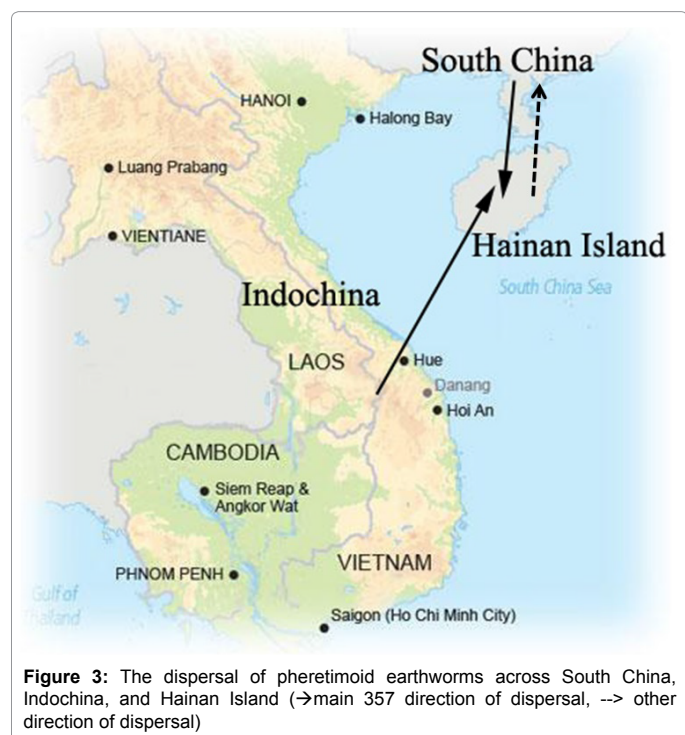 South China
HANOI
Halong Bay
Luang Prabang
VIENTIANE
Hainan Island
South China Sea
Indochina
LAOS
Hue
Danang
Hoi An
CAMBODIA
Siem Reap &
Angkor Wat
VIETNAM
PHNOM PENH
Gulf of
Thailand
Saigon (Ho Chi Minh City)
Figure 3: The dispersal of pheretimoid earthworms across South China,
Indochina, and Hainan Island (→main 357 direction of dispersal, --> other
direction of dispersal)